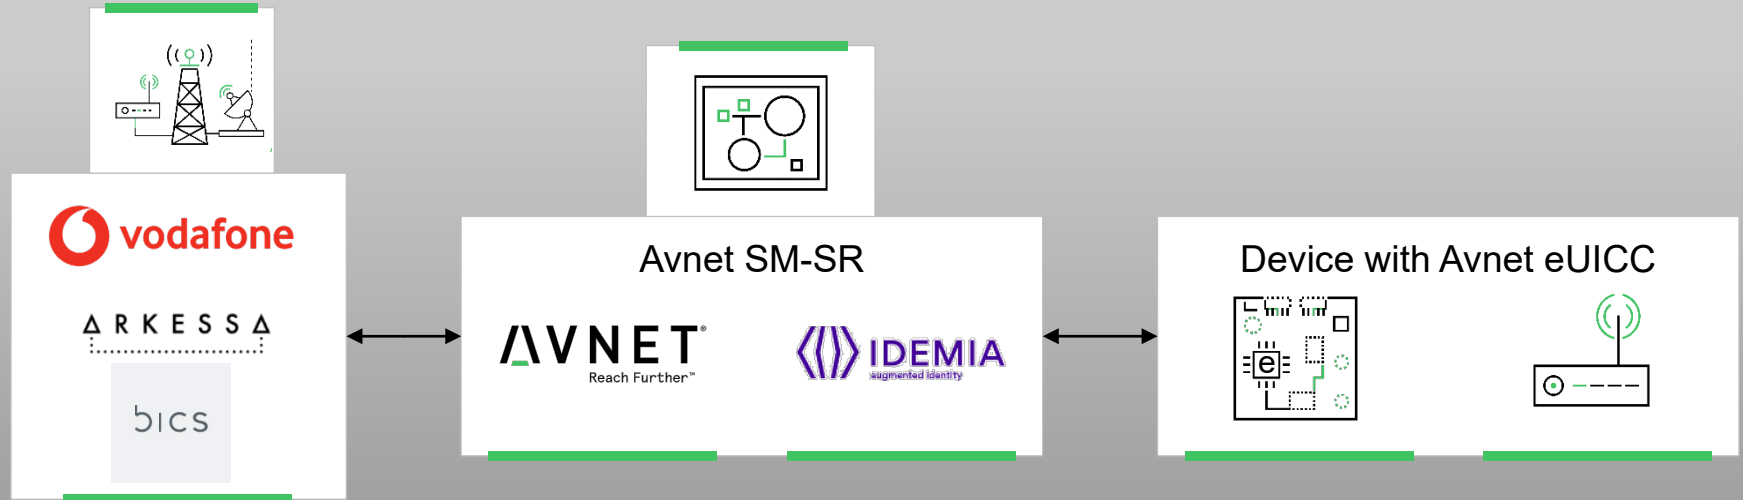 vodafone
ARKESSA
bics
Avnet SM-SR
AVNET®
Reach Further™
IDEMIA
augmented identity
Device with Avnet eUICC
e